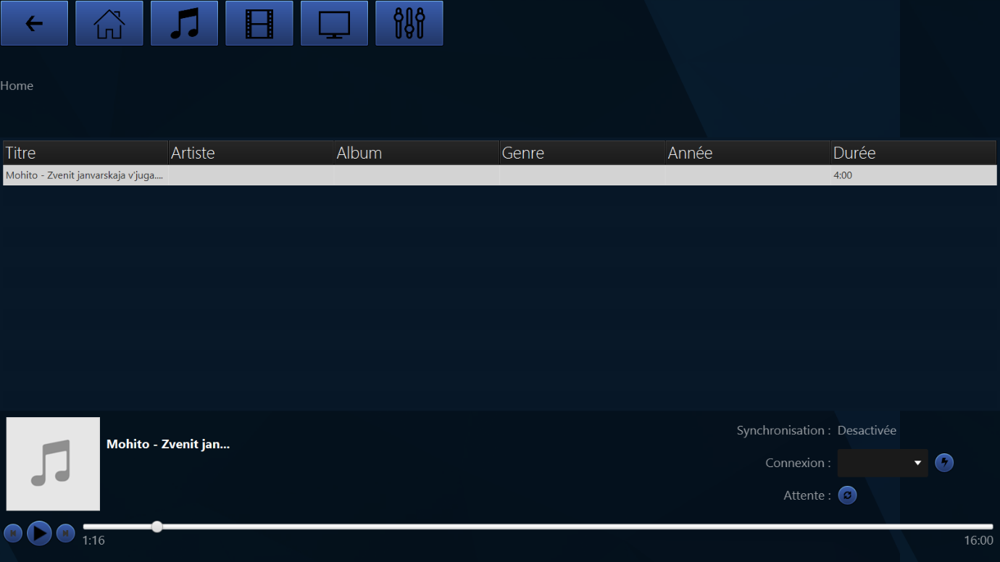 Home
Titre Artiste Album Genre Année Durée
Mohito - Zvenit janvarskaja v'juga.... 4:00
Mohito - Zvenit jan...
Synchronisation : Desactivée
Connexion :
Attente :
1:16 16:00